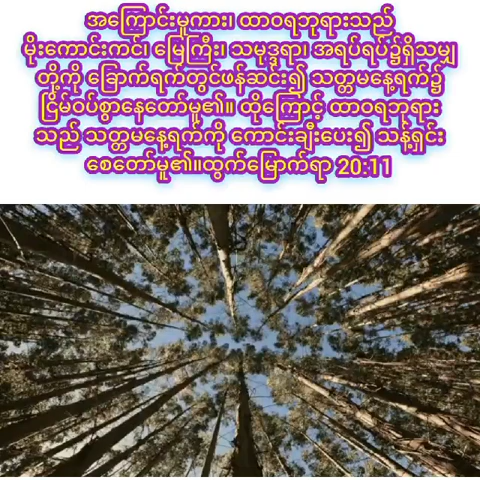 အကြောင်းမူကား၊ ထာဝရဘုရားသည်
မိုးကောင်းကင်၊ မြေကြီး၊ သမုဒ္ဒရာ၊ အရပ်ရပ်၌ရှိသမျှ
တို့ကို ခြောက်ရက်တွင်ဖန်ဆင်း၍ သတ္တမနေ့ရက်၌
ငြိမ်ဝပ်စွာနေတော်မူ၏။ ထိုကြောင့် ထာဝရဘုရား
သည် သတ္တမနေ့ရက်ကို ကောင်းချီးပေး၍ သန့်ရှင်း
စေတော်မူ၏။ထွက်မြောက်ရာ 20:11